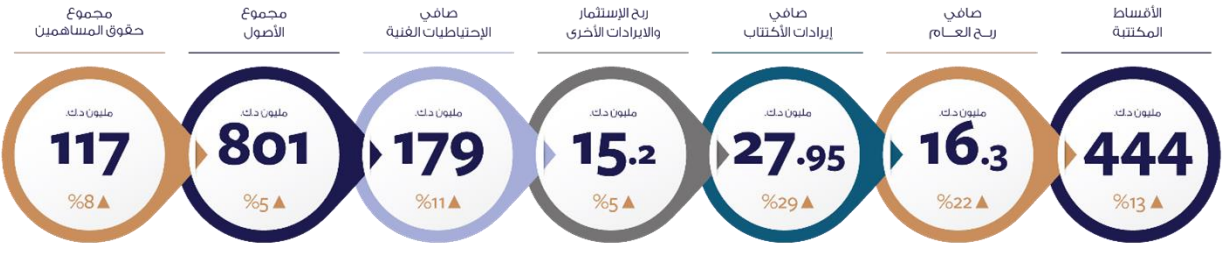 الأقساط
المكتتبة
مليون د.ك.
444
%13 ▲
صافي
ربــح العـــام
مليون د.ك.
16.3
%22 ▲
صافي
إيرادات الأكتتاب
مليون د.ك.
27.95
%29 ▲
ربح الإستثمار
والايرادات الأخرى
مليون د.ك.
15.2
%5 ▲
صافي
الإحتياطيات الفنية
مليون د.ك.
179
%11 ▲
مجموع
الأصول
مليون د.ك.
801
%5 ▲
مجموع
حقوق المساهمين
مليون د.ك.
117
%8 ▲